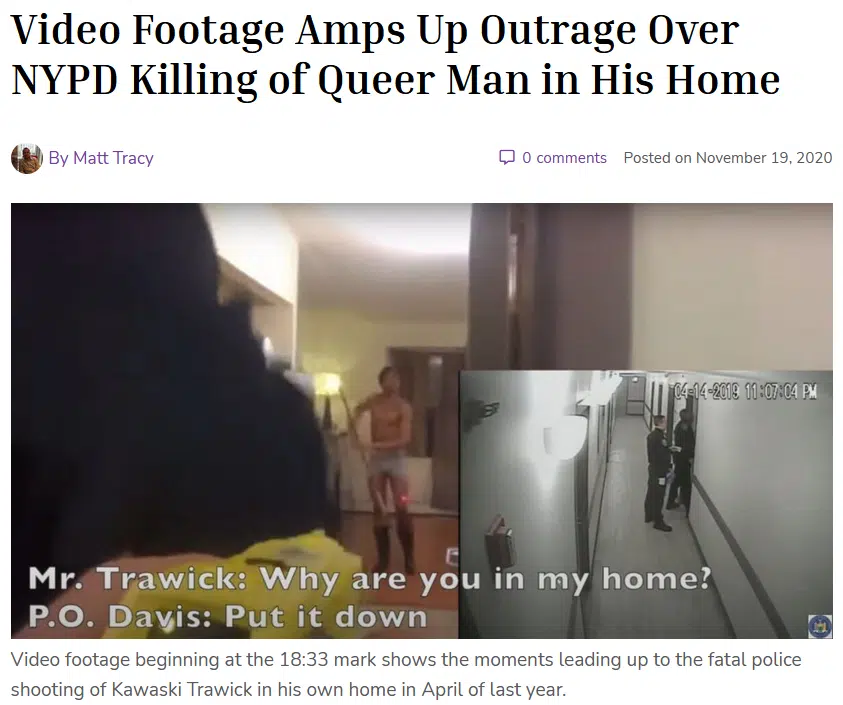 Video Footage Amps Up Outrage Over
NYPD Killing of Queer Man in His Home
By Matt Tracy
0 comments
Posted on November 19, 2020
04-14-2019 11:07:04 PM
Mr. Trawick: Why are you in my home?
P.O. Davis: Put it down
Video footage beginning at the 18:33 mark shows the moments leading up to the fatal police
shooting of Kawaski Trawick in his own home in April of last year.